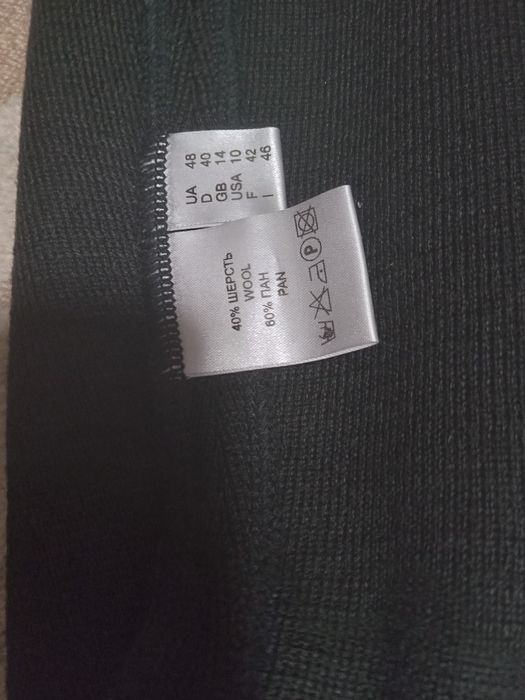 UA 48
D 40
GB 14
USA 10
F 42
I 46
40% ШЕРСТЬ
WOOL
60% ПАН
PAN
P